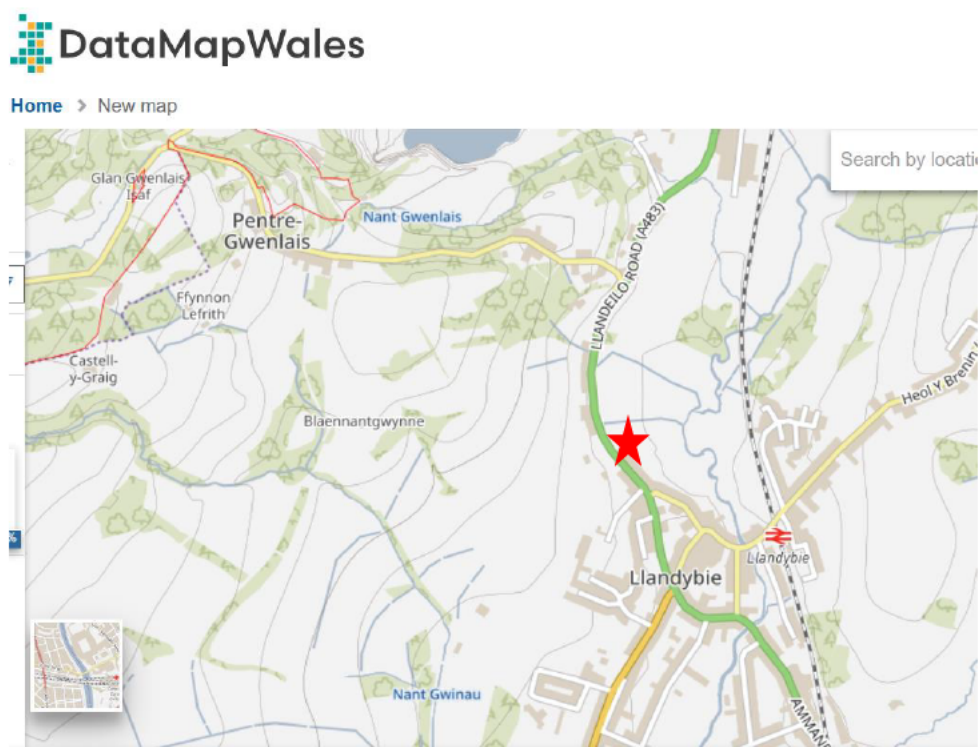 DataMapWales
Home > New map
Search by locatio
Glan Gwenlais
Isaf
Pentre-
Gwenlais
Nant Gwenlais
LLANDEILO ROAD (A483)
Ffynnon
Lefrith
Castell-
y-Graig
Heol Y Brenin
Blaennantgwynne
%
Llandybie
Llandybie
Nant Gwinau
AMMAN